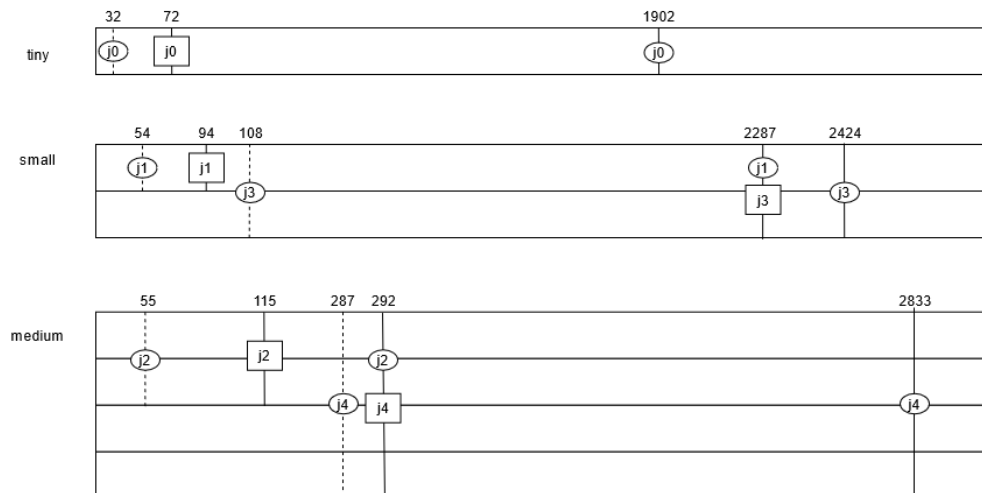 32 72 1902
tiny j0 j0 j0
54 94 108 2287 2424
small j1 j1 j1
j3 j3 j3
55 115 287 292 2833
medium
j2 j2 j2
j4 j4 j4